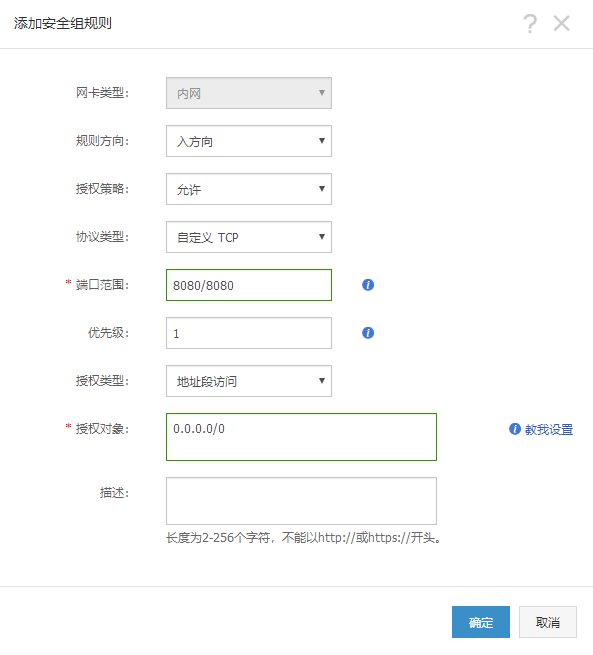 添加安全组规则
网卡类型: 内网
规则方向: 入方向
授权策略: 允许
协议类型: 自定义 TCP
* 端口范围: 8080/8080
优先级: 1
授权类型: 地址段访问
* 授权对象: 0.0.0.0/0 教我设置
描述:
长度为2-256个字符，不能以http://或https://开头。
确定 取消